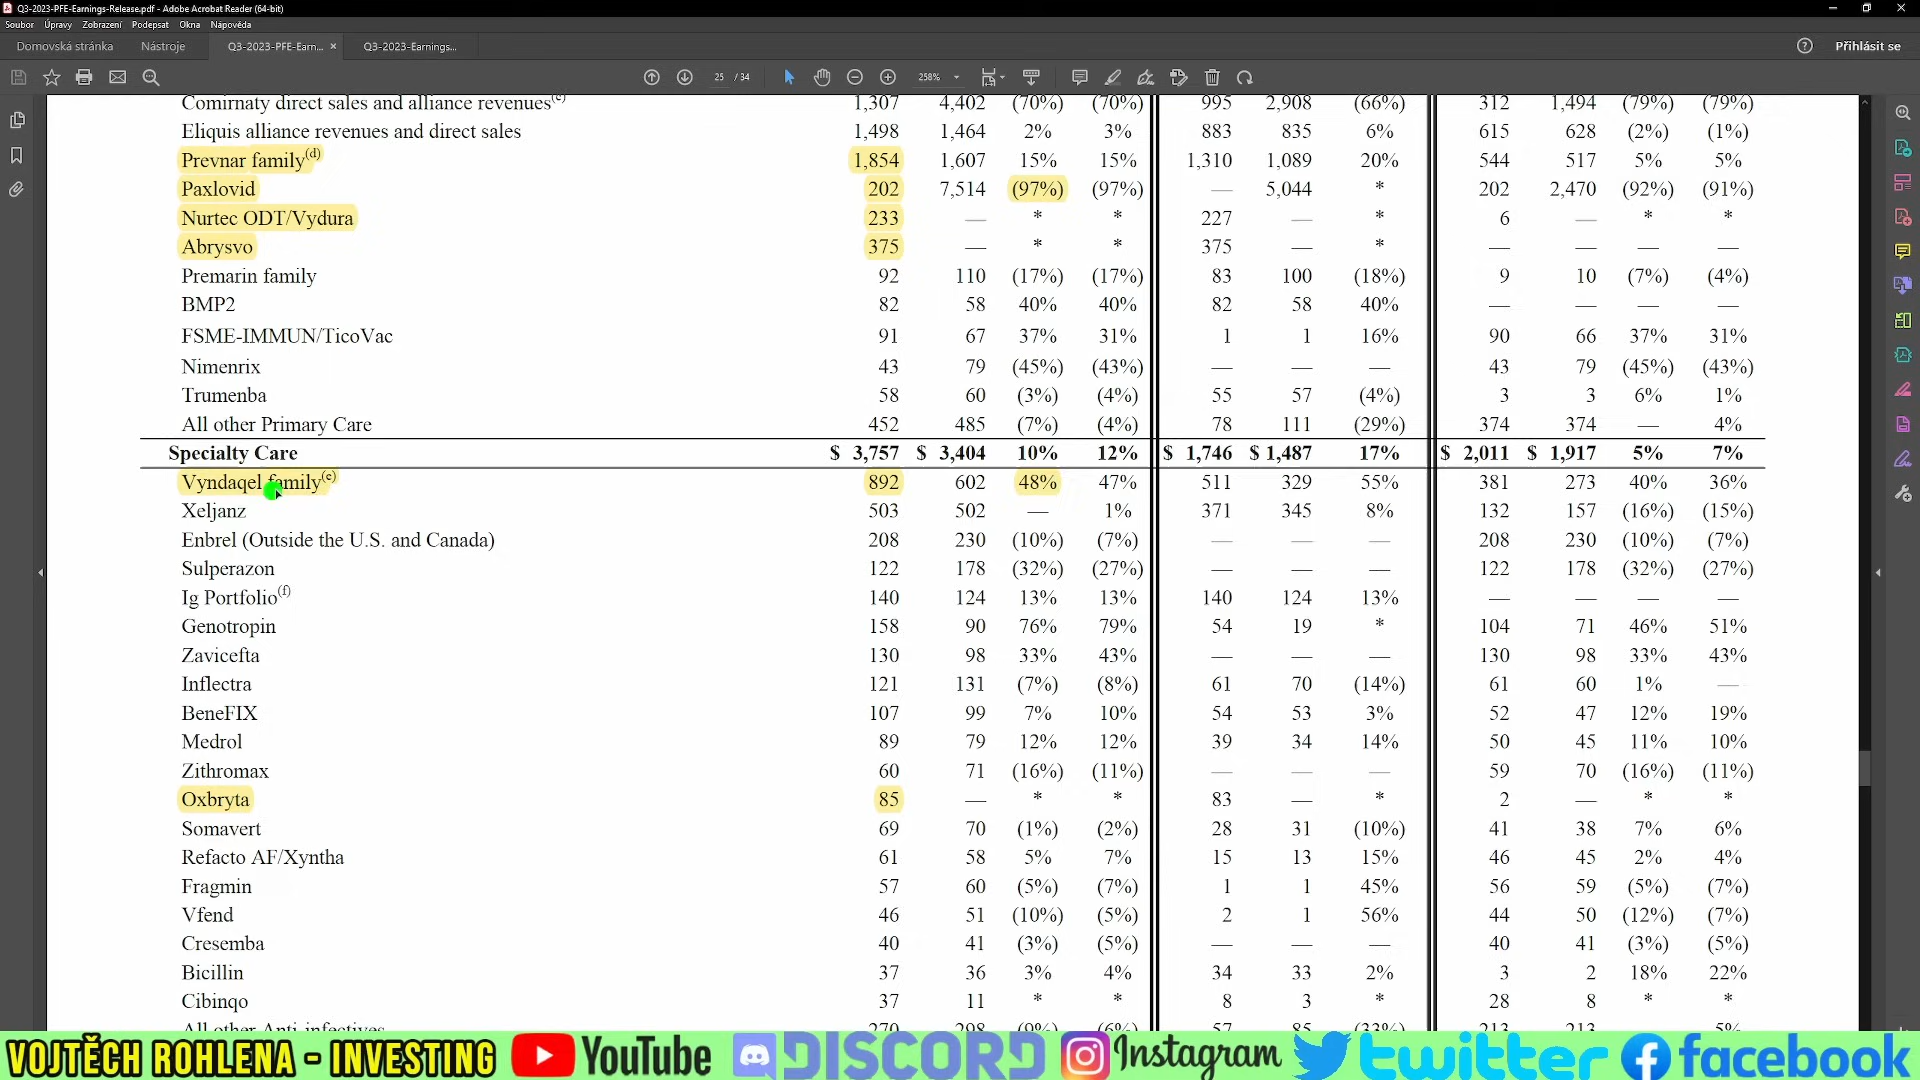 Q3-2023-PFE-Earnings-Release.pdf - Adobe Acrobat Reader (64-bit)
Soubor Úpravy Zobrazení Podepsat Okna Nápověda
Domovská stránka Nástroje Q3-2023-PFE-Earn... × Q3-2023-Earnings... Přihlásit se
25 / 34 258%
Comirnaty direct sales and alliance revenues(c) 1,307 4,402 (70%) (70%) 995 2,908 (66%) 312 1,494 (79%) (79%)
Eliquis alliance revenues and direct sales 1,498 1,464 2% 3% 883 835 6% 615 628 (2%) (1%)
Prevnar family(d) 1,854 1,607 15% 15% 1,310 1,089 20% 544 517 5% 5%
Paxlovid 202 7,514 (97%) (97%) — 5,044 * 202 2,470 (92%) (91%)
Nurtec ODT/Vydura 233 — * * 227 — * 6 — * *
Abrysvo 375 — * * 375 — * — — — —
Premarin family 92 110 (17%) (17%) 83 100 (18%) 9 10 (7%) (4%)
BMP2 82 58 40% 40% 82 58 40% — — — —
FSME-IMMUN/TicoVac 91 67 37% 31% 1 1 16% 90 66 37% 31%
Nimenrix 43 79 (45%) (43%) — — — 43 79 (45%) (43%)
Trumenba 58 60 (3%) (4%) 55 57 (4%) 3 3 6% 1%
All other Primary Care 452 485 (7%) (4%) 78 111 (29%) 374 374 — 4%
Specialty Care $ 3,757 $ 3,404 10% 12% $ 1,746 $ 1,487 17% $ 2,011 $ 1,917 5% 7%
Vyndaqel family(e) 892 602 48% 47% 511 329 55% 381 273 40% 36%
Xeljanz 503 502 — 1% 371 345 8% 132 157 (16%) (15%)
Enbrel (Outside the U.S. and Canada) 208 230 (10%) (7%) — — — 208 230 (10%) (7%)
Sulperazon 122 178 (32%) (27%) — — — 122 178 (32%) (27%)
Ig Portfolio(f) 140 124 13% 13% 140 124 13% — — — —
Genotropin 158 90 76% 79% 54 19 * 104 71 46% 51%
Zavicefta 130 98 33% 43% — — — 130 98 33% 43%
Inflectra 121 131 (7%) (8%) 61 70 (14%) 61 60 1% —
BeneFIX 107 99 7% 10% 54 53 3% 52 47 12% 19%
Medrol 89 79 12% 12% 39 34 14% 50 45 11% 10%
Zithromax 60 71 (16%) (11%) — — — 59 70 (16%) (11%)
Oxbryta 85 — * * 83 — * 2 — * *
Somavert 69 70 (1%) (2%) 28 31 (10%) 41 38 7% 6%
Refacto AF/Xyntha 61 58 5% 7% 15 13 15% 46 45 2% 4%
Fragmin 57 60 (5%) (7%) 1 1 45% 56 59 (5%) (7%)
Vfend 46 51 (10%) (5%) 2 1 56% 44 50 (12%) (7%)
Cresemba 40 41 (3%) (5%) — — — 40 41 (3%) (5%)
Bicillin 37 36 3% 4% 34 33 2% 3 2 18% 22%
Cibinqo 37 11 * * 8 3 * 28 8 * *
All other Anti-infectives 270 298 (9%) (6%) 57 85 (33%) 213 213 — 5%
VOJTĚCH ROHLENA - INVESTING YouTube DISCORD Instagram twitter facebook